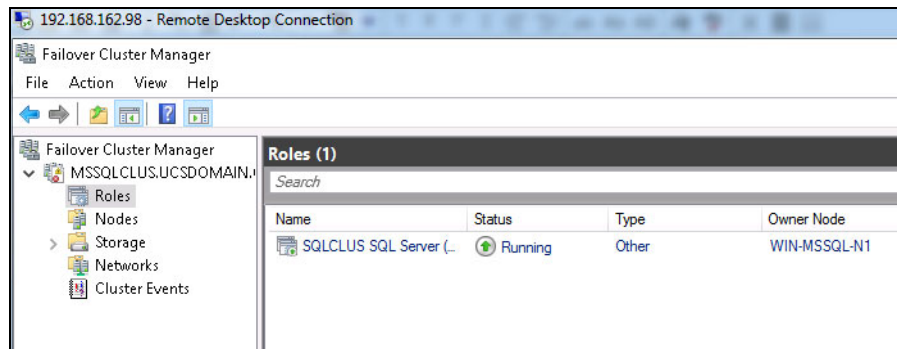 192.168.162.98 - Remote Desktop Connection
Failover Cluster Manager
File Action View Help
Failover Cluster Manager
MSSQLCLUS.UCSDOMAIN.
Roles
Nodes
Storage
Networks
Cluster Events
Roles (1)
Search
Name Status Type Owner Node
SQLCLUS SQL Server (... Running Other WIN-MSSQL-N1